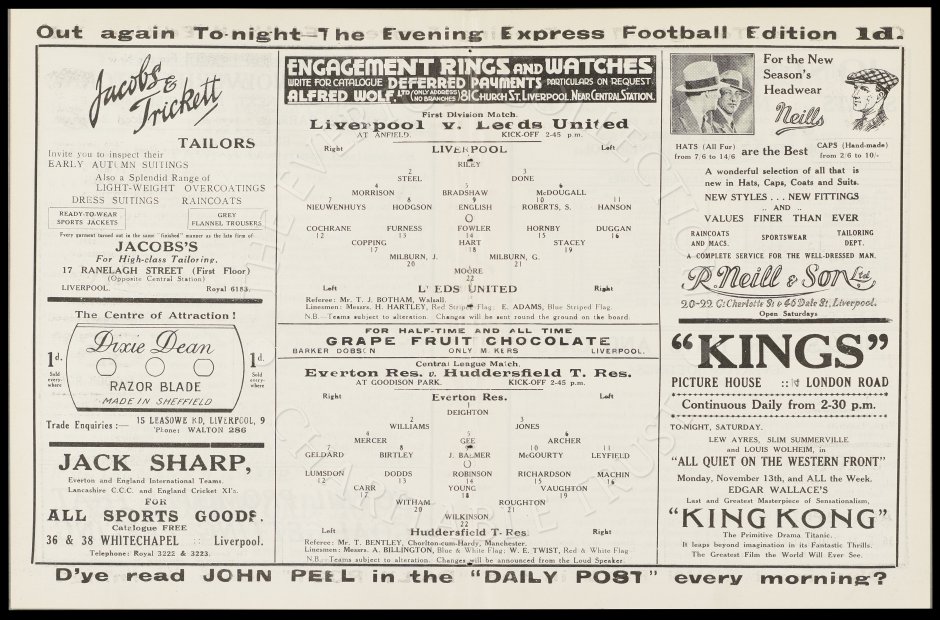 Out again To-night—The Evening Express Football Edition 1d.
Jacobs & Trickett
TAILORS
Invite you to inspect their
EARLY AUTUMN SUITINGS
Also a Splendid Range of
LIGHT-WEIGHT OVERCOATINGS
DRESS SUITINGS RAINCOATS
READY-TO-WEAR SPORTS JACKETS
GREY FLANNEL TROUSERS
Every garment turned out in the same "finished" manner as the late firm of
JACOBS'S
For High-class Tailoring.
17 RANELAGH STREET (First Floor)
(Opposite Central Station)
LIVERPOOL. Royal 6183.
The Centre of Attraction!
Dixie Dean
1d. Sold everywhere
1d. Sold everywhere
RAZOR BLADE
MADE IN SHEFFIELD
Trade Enquiries :— 15 LEASOWE RD, LIVERPOOL, 9
'Phone: WALTON 286
JACK SHARP,
Everton and England International Teams.
Lancashire C.C.C. and England Cricket XI's.
FOR
ALL SPORTS GOODS.
Catalogue FREE
36 & 38 WHITECHAPEL :: Liverpool.
Telephone: Royal 3222 & 3223.
ENGAGEMENT RINGS AND WATCHES
WRITE FOR CATALOGUE DEFERRED PAYMENTS PARTICULARS ON REQUEST.
ALFRED WOLF, LTD (ONLY ADDRESS NO BRANCHES) 81 CHURCH ST. LIVERPOOL. NEAR CENTRAL STATION.
First Division Match.
Liverpool v. Leeds United
AT ANFIELD. KICK-OFF 2-45 p.m.
Right LIVERPOOL Left
RILEY
2 3
STEEL DONE
4 5 6
MORRISON BRADSHAW McDOUGALL
7 8 9 10 11
NIEUWENHUYS HODGSON ENGLISH ROBERTS, S. HANSON
O
COCHRANE FURNESS FOWLER HORNBY DUGGAN
12 13 14 15 16
COPPING HART STACEY
17 18 19
MILBURN, J. MILBURN, G.
20 21
MOORE
22
Left L' EDS UNITED Right
Referee: Mr. T. J. BOTHAM, Walsall.
Linesmen: Messrs. H. HARTLEY, Red Striped Flag: E. ADAMS, Blue Striped Flag.
N.B.—Teams subject to alteration. Changes will be sent round the ground on the board.
FOR HALF-TIME AND ALL TIME
GRAPE FRUIT CHOCOLATE
BARKER DOBSON ONLY M KERS LIVERPOOL.
Central League Match.
Everton Res. v. Huddersfield T. Res.
AT GOODISON PARK. KICK-OFF 2-45 p.m.
Right Everton Res. Left
1
DEIGHTON
2 3
WILLIAMS JONES
4 5 6
MERCER GEE ARCHER
7 8 9 10 11
GELDARD BIRTLEY J. BALMER McGOURTY LEYFIELD
O
LUMSDON DODDS ROBINSON RICHARDSON MACHIN
12 13 14 15 16
CARR YOUNG VAUGHTON
17 18 19
WITHAM ROUGHTON
20 21
WILKINSON
22
Left Huddersfield T. Res. Right
Referee: Mr. T. BENTLEY, Chorlton-cum-Hardy, Manchester.
Linesmen: Messrs. A. BILLINGTON, Blue & White Flag: W. E. TWIST, Red & White Flag
N.B.—Teams subject to alteration. Changes will be announced from the Loud Speaker.
For the New
Season's
Headwear
Neills
HATS (All Fur) from 7/6 to 14/6
are the Best
CAPS (Hand-made) from 2/6 to 10/-
A wonderful selection of all that is
new in Hats, Caps, Coats and Suits.
NEW STYLES . . . NEW FITTINGS
.. AND ..
VALUES FINER THAN EVER
RAINCOATS AND MACS.
SPORTSWEAR
TAILORING DEPT.
A COMPLETE SERVICE FOR THE WELL-DRESSED MAN.
R. Neill & Son Ltd,
20-22 Gt Charlotte St & 46 Dale St, Liverpool.
Open Saturdays
"KINGS"
PICTURE HOUSE :: LONDON ROAD
Continuous Daily from 2-30 p.m.
TO-NIGHT, SATURDAY.
LEW AYRES, SLIM SUMMERVILLE
and LOUIS WOLHEIM, in
"ALL QUIET ON THE WESTERN FRONT"
Monday, November 13th, and ALL the Week.
EDGAR WALLACE'S
Last and Greatest Masterpiece of Sensationalism,
"KING KONG"
The Primitive Drama Titanic.
It leaps beyond imagination in its Fantastic Thrills.
The Greatest Film the World Will Ever See.
D'ye read JOHN PEEL in the "DAILY POST" every morning?